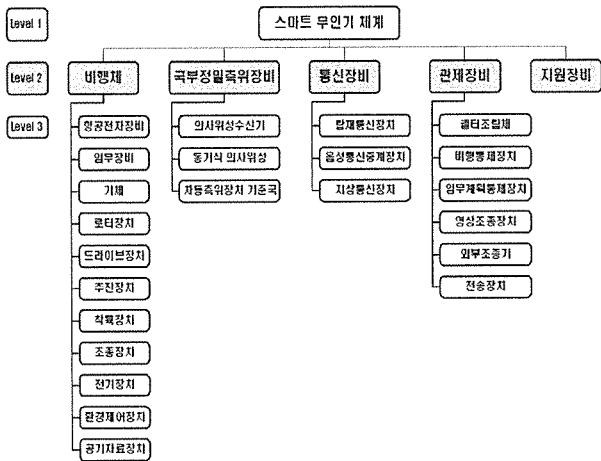 Level 1
스마트 무인기 체계
Level 2
비행체
국부정밀측위장비
통신장비
관제장비
지원장비
Level 3
항공전자장비
임무장비
기체
로터장치
드라이브장치
추진장치
착륙장치
조종장치
전기장치
환경제어장치
공기자료장치
의사위성수신기
동기식 의사위성
차동측위장치 기준국
탑재통신장치
음성통신중계장치
지상통신장치
쉘터조립체
비행통제장치
임무계획통제장치
영상조종장치
외부조종기
전송장치